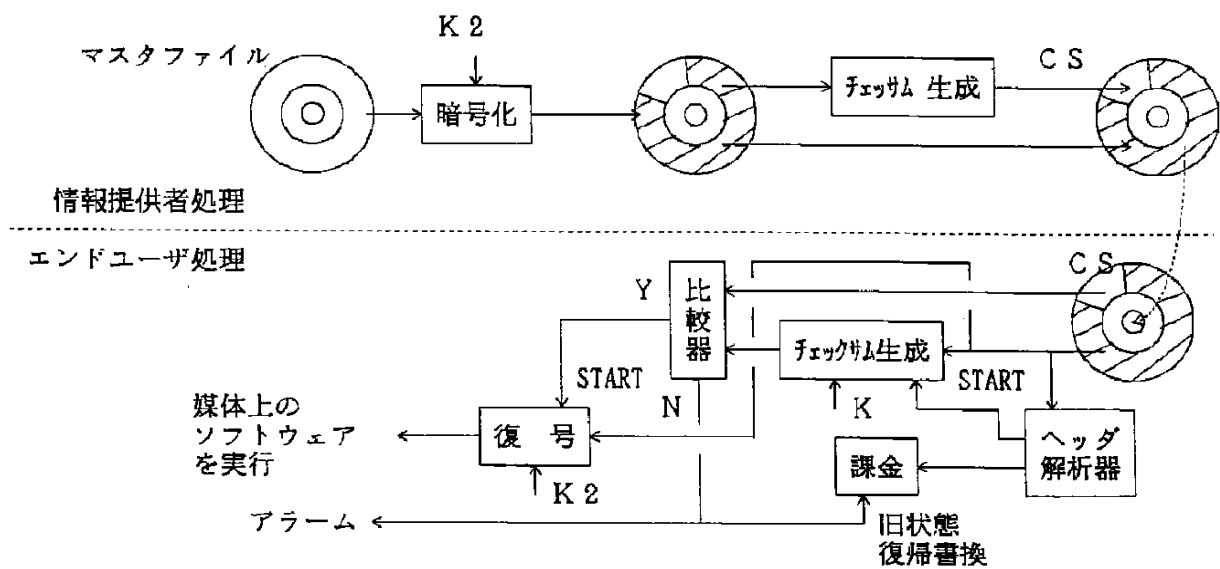 K2
マスタファイル
暗号化
チェッサム 生成
CS
情報提供者処理
エンドユーザ処理
CS
Y
比較器
チェックサム生成
START
START
N
K
媒体上の
ソフトウェア
を実行
復 号
課金
ヘッダ
解析器
K2
アラーム
旧状態
復帰書換